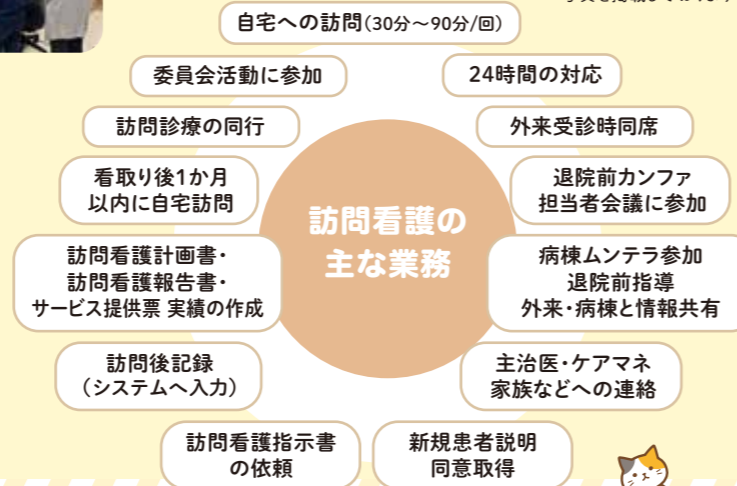 自宅への訪問(30分～90分/回)
委員会活動に参加
24時間の対応
訪問診療の同行
外来受診時同席
看取り後1か月
以内に自宅訪問
退院前カンファ
担当者会議に参加
訪問看護の
主な業務
訪問看護計画書・
訪問看護報告書・
サービス提供票 実績の作成
病棟ムンテラ参加
退院前指導
外来・病棟と情報共有
訪問後記録
(システムへ入力)
主治医・ケアマネ
家族などへの連絡
訪問看護指示書
の依頼
新規患者説明
同意取得